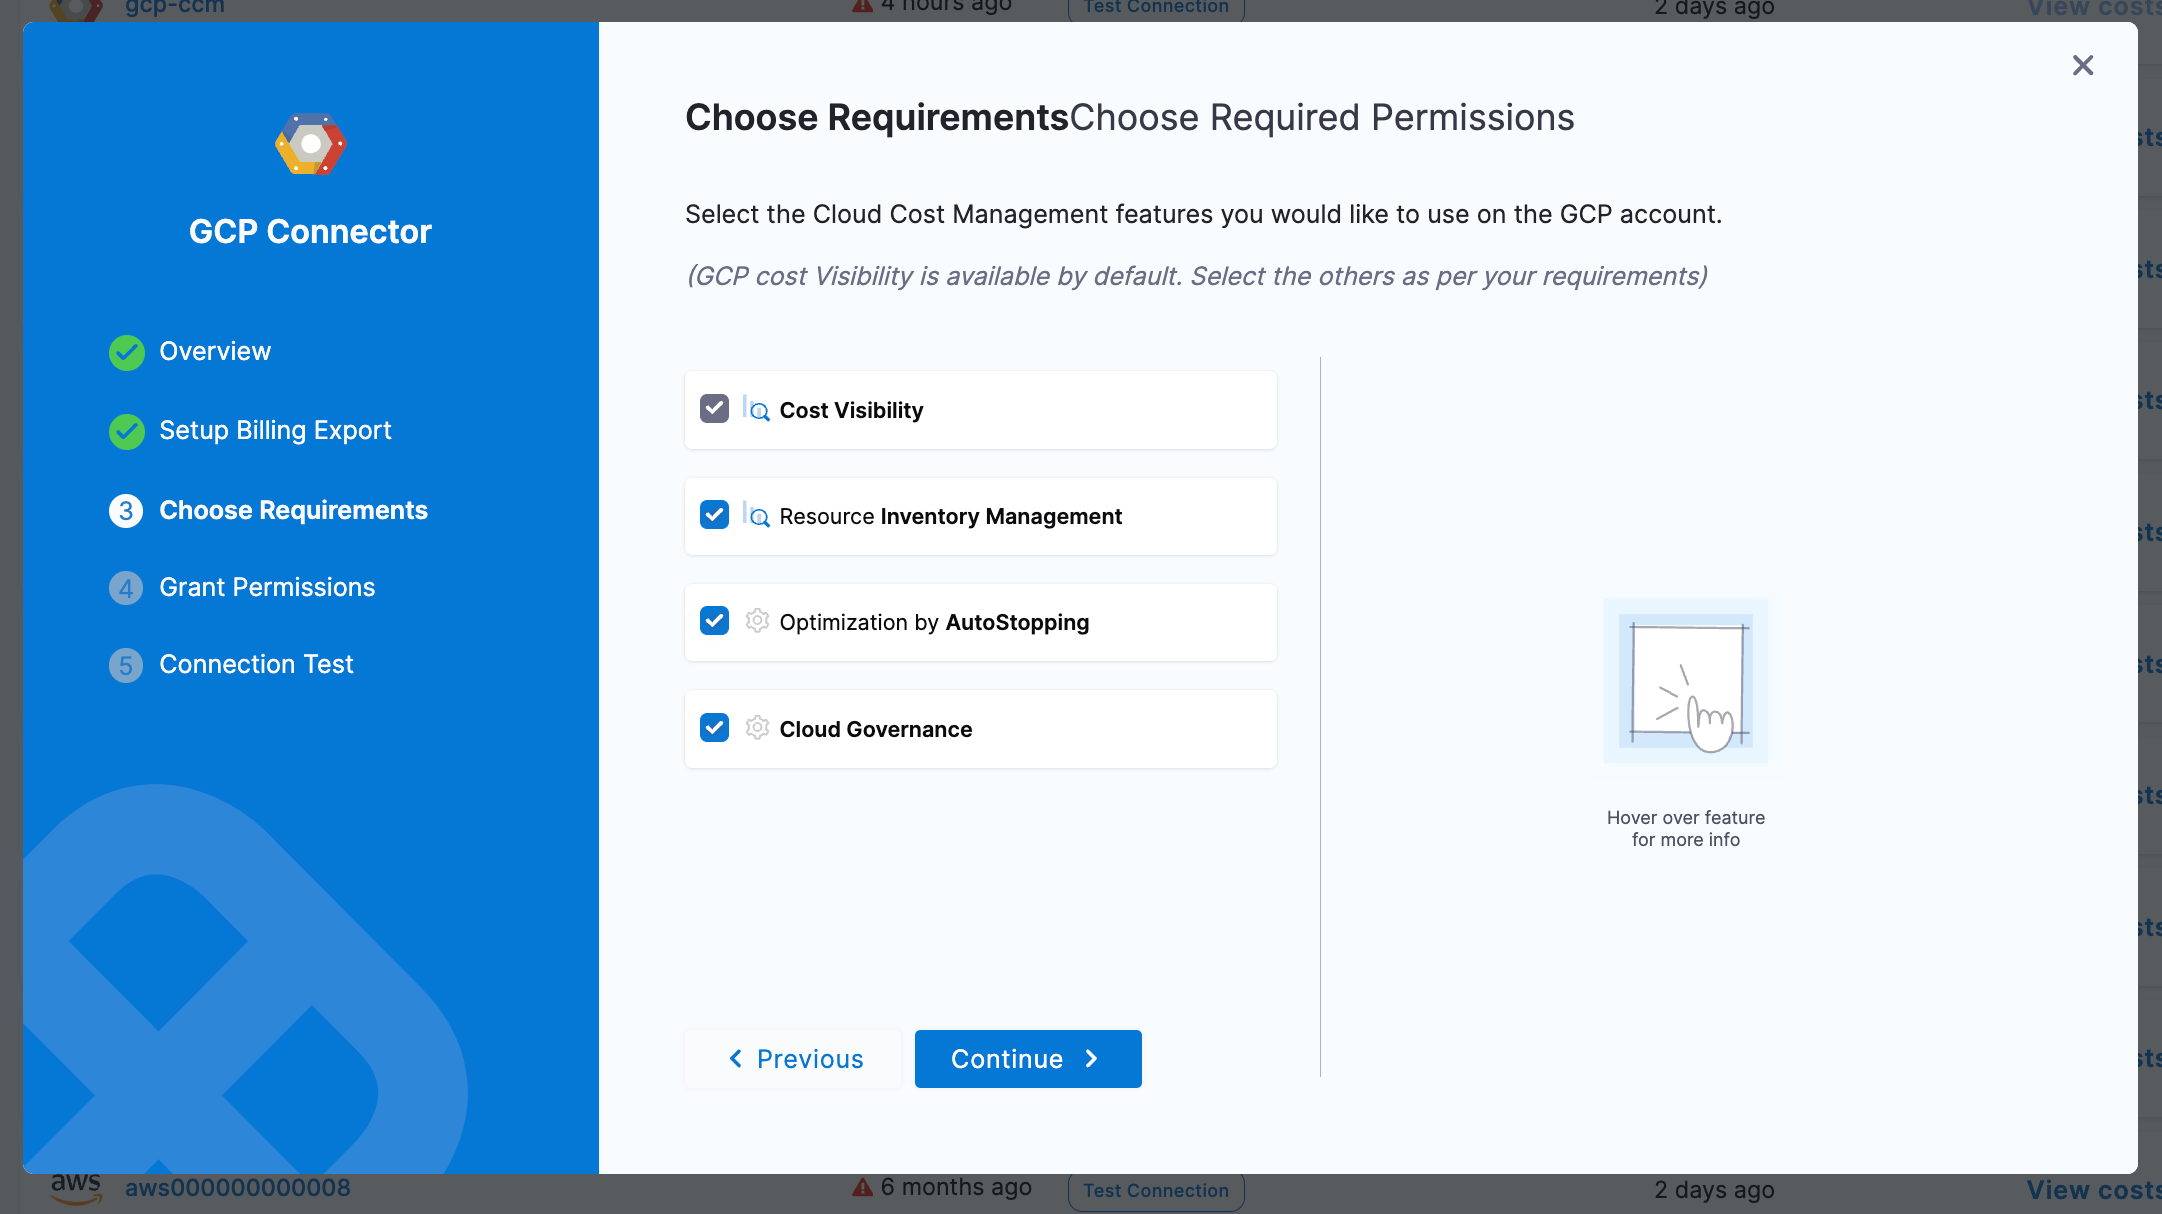 gcp-ccm
4 hours ago
Test Connection
2 days ago
View costs
GCP Connector
Overview
Setup Billing Export
3 Choose Requirements
4 Grant Permissions
5 Connection Test
Choose RequirementsChoose Required Permissions
Select the Cloud Cost Management features you would like to use on the GCP account.
(GCP cost Visibility is available by default. Select the others as per your requirements)
Cost Visibility
Resource Inventory Management
Optimization by AutoStopping
Cloud Governance
Hover over feature
for more info
Previous
Continue
aws
aws000000000008
6 months ago
Test Connection
2 days ago
View costs